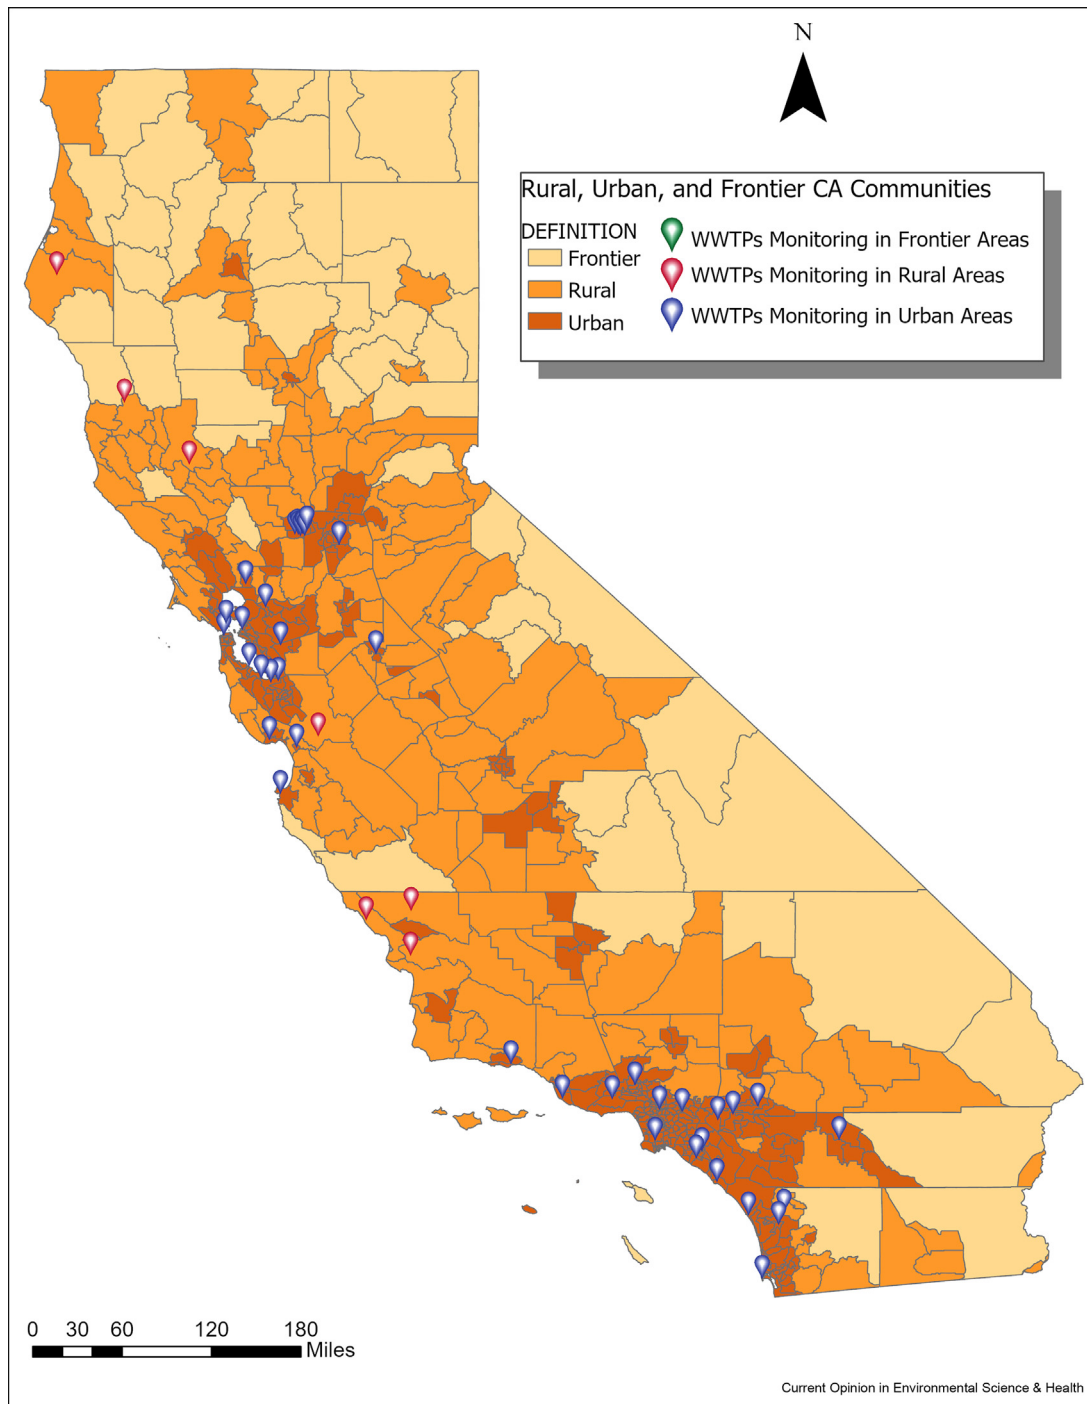 N
Rural, Urban, and Frontier CA Communities
DEFINITION
Frontier
Rural
Urban
WWTPs Monitoring in Frontier Areas
WWTPs Monitoring in Rural Areas
WWTPs Monitoring in Urban Areas
0 30 60 120 180
Miles
Current Opinion in Environmental Science & Health